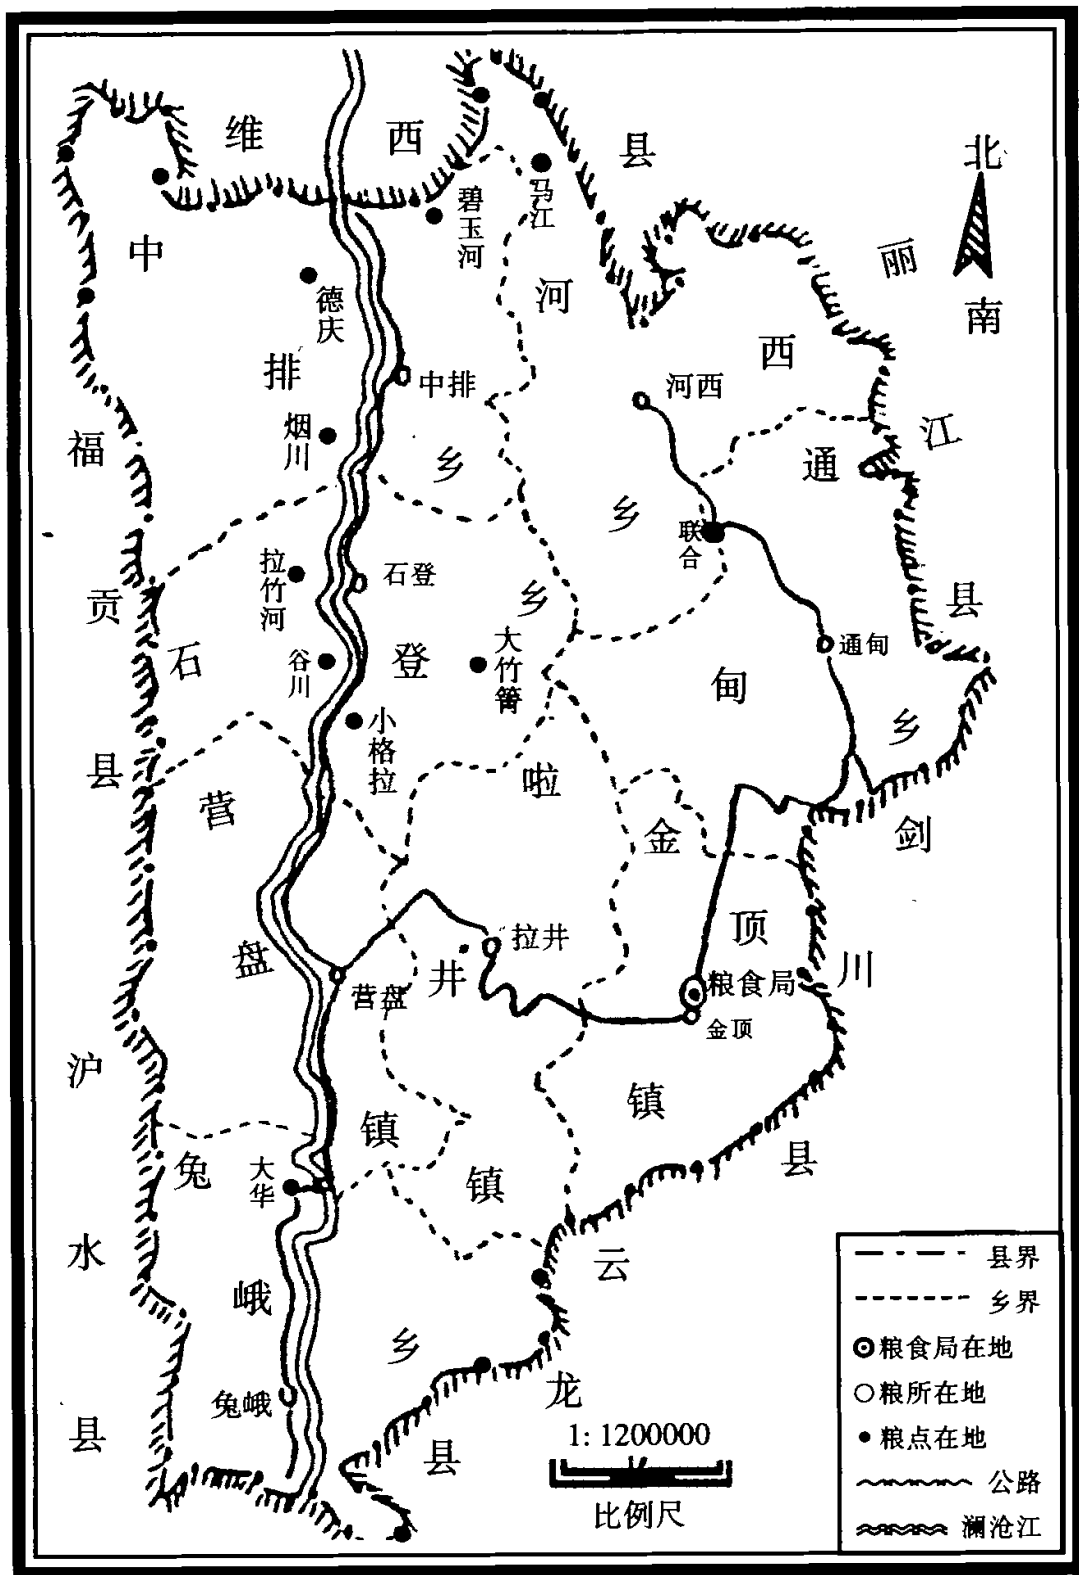 维西县
北
南
丽江县
剑川县
云龙县
福贡县
沪水县
中排乡
河西乡
通甸乡
石登乡
啦井镇
金顶镇
营盘镇
兔峨乡
碧玉河
马江
德庆
中排
烟川
河西
联合
拉竹河
石登
谷川
大竹箐
小格拉
通甸
拉井
营盘
粮食局
金顶
大华
兔峨
1: 1200000
比例尺
县界
乡界
粮食局在地
粮所在地
粮点在地
公路
澜沧江